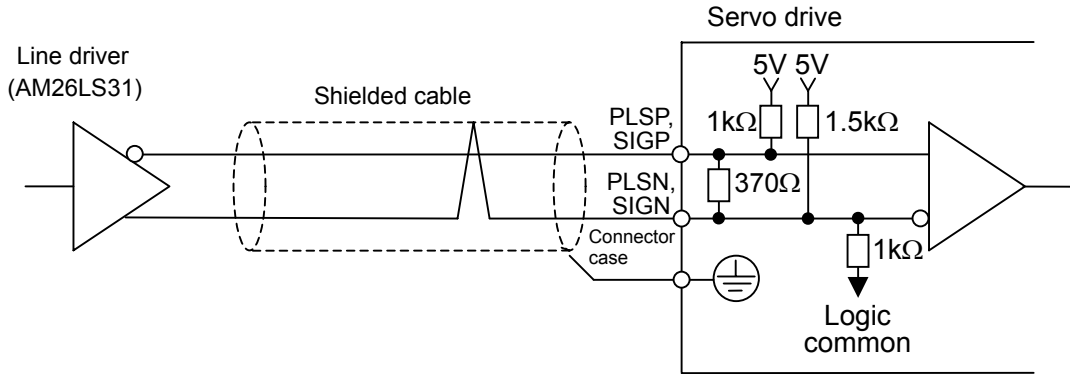 Servo drive
Line driver
(AM26LS31)
Shielded cable
5V 5V
PLSP,
SIGP
1kΩ
1.5kΩ
PLSN,
SIGN
370Ω
Connector
case
1kΩ
Logic
common